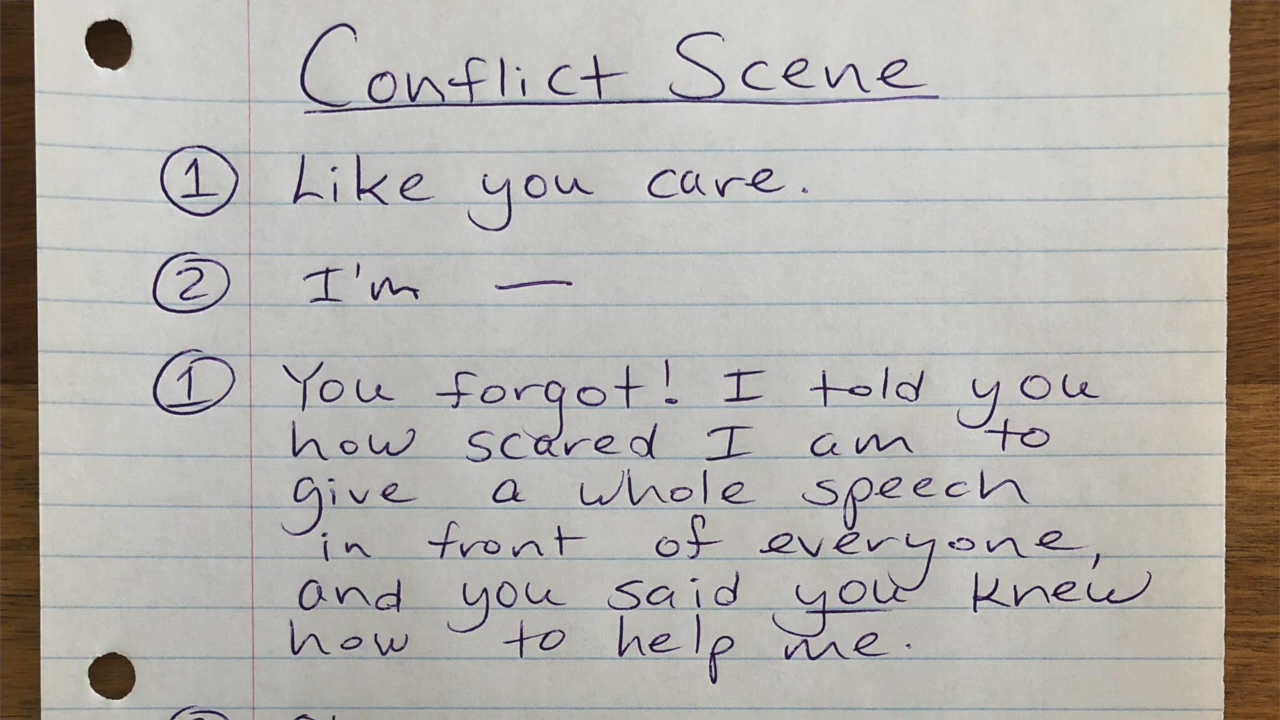 Conflict Scene
1 Like you care.
2 I'm —
1 You forgot! I told you
how scared I am to
give a whole speech
in front of everyone,
and you said you knew
how to help me.